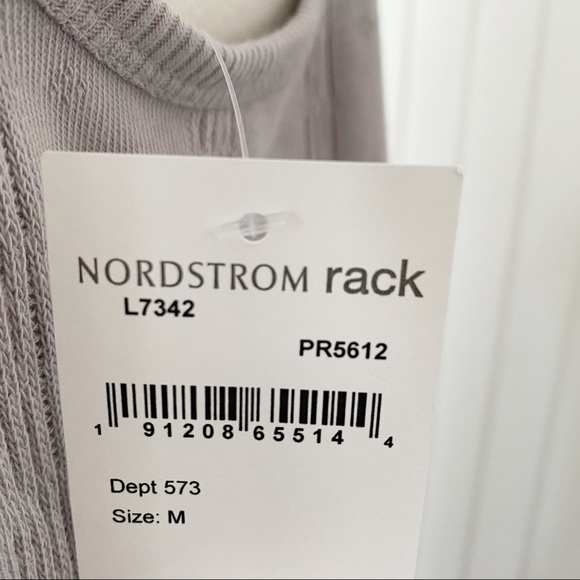 NORDSTROM rack
L7342
PR5612
1 91208 65514 4
Dept 573
Size: M